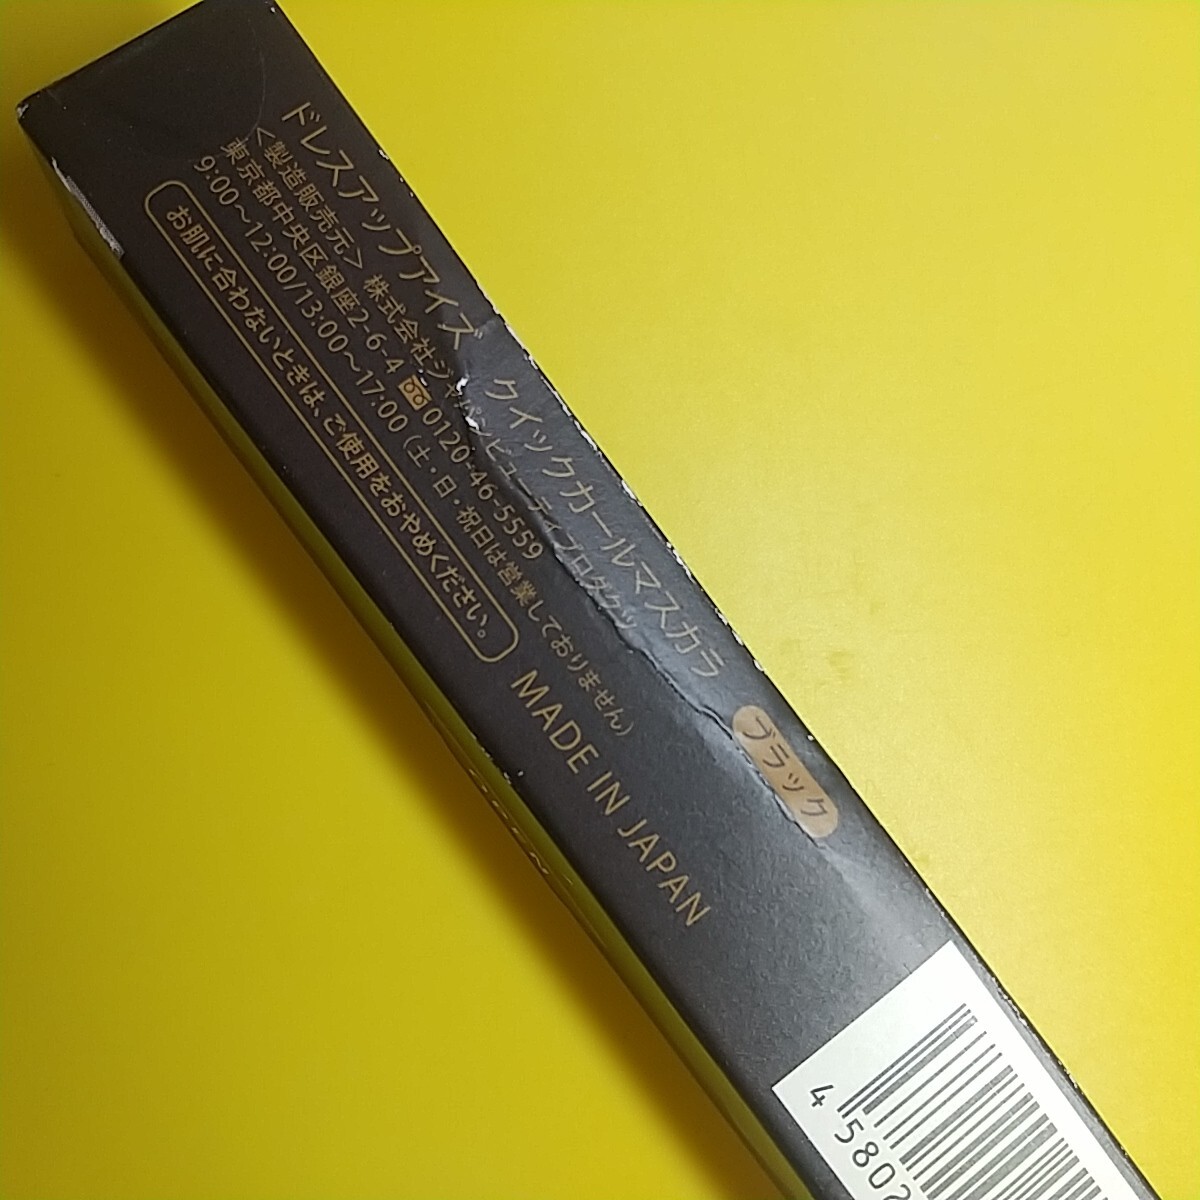 ドレスアップアイズ クイックカールマスカラ ブラック
<製造販売元> 株式会社ジャパンビューティプロダクツ
東京都中央区銀座2-6-4 0120-46-5559
9:00〜12:00/13:00〜17:00 (土・日・祝日は営業しておりません)
お肌に合わないときは、ご使用をおやめください。 MADE IN JAPAN
4 5802